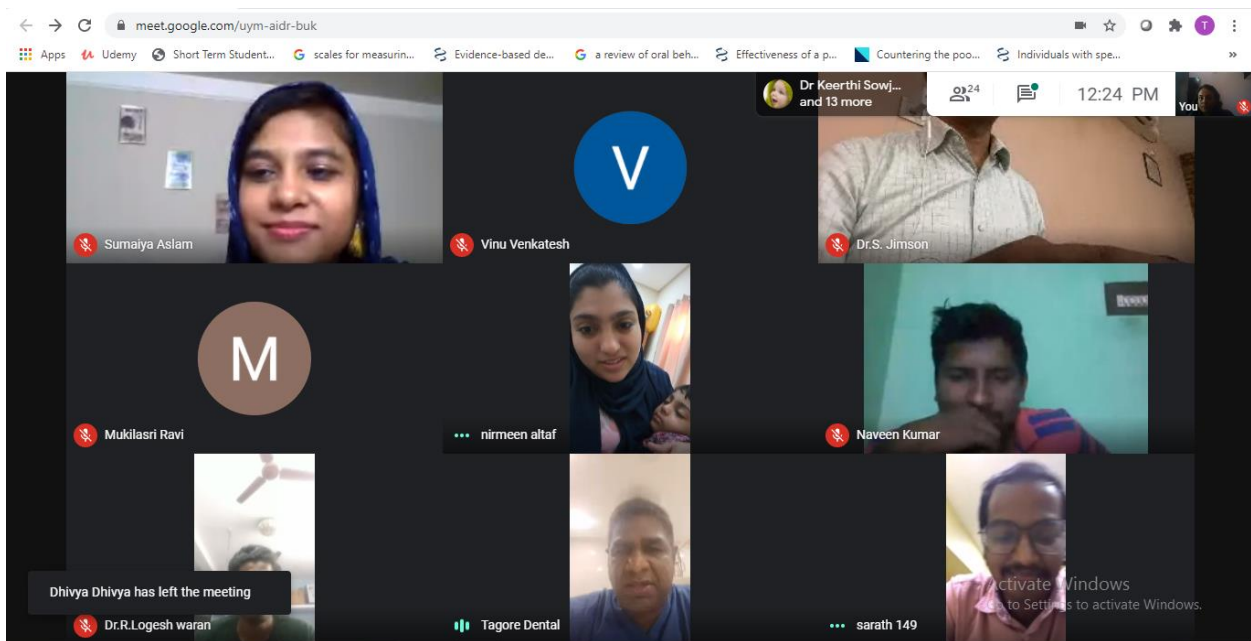 meet.google.com/uym-aidr-buk
T
Apps Udemy Short Term Student... scales for measurin... Evidence-based de... a review of oral beh... Effectiveness of a p... Countering the poo... Individuals with spe... »
Dr Keerthi Sowj...
and 13 more
24
12:24 PM
You
V
Sumaiya Aslam
Vinu Venkatesh
Dr.S. Jimson
M
Mukilasri Ravi
nirmeen altaf
Naveen Kumar
Dhivya Dhivya has left the meeting
Activate Windows
Go to Settings to activate Windows.
Dr.R.Logesh waran
Tagore Dental
sarath 149